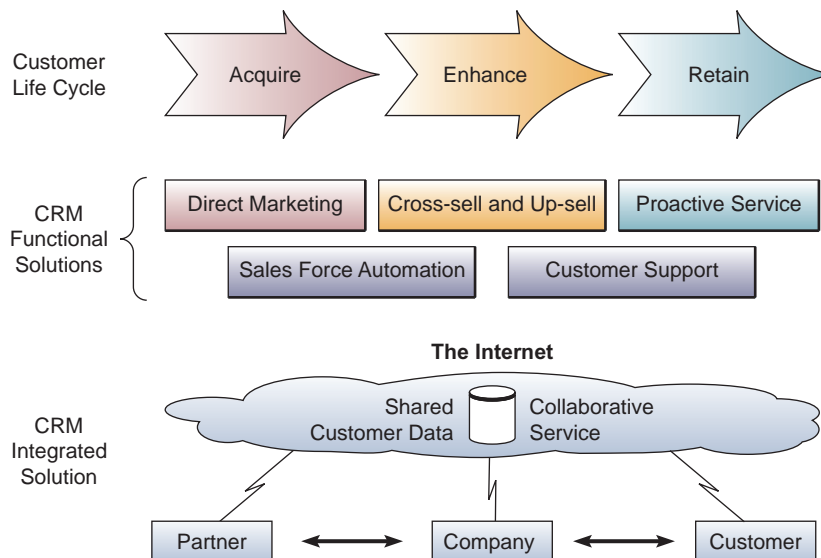 Customer
Life Cycle
Acquire
Enhance
Retain
CRM
Functional
Solutions
Direct Marketing
Cross-sell and Up-sell
Proactive Service
Sales Force Automation
Customer Support
CRM
Integrated
Solution
The Internet
Shared
Customer Data
Collaborative
Service
Partner
Company
Customer